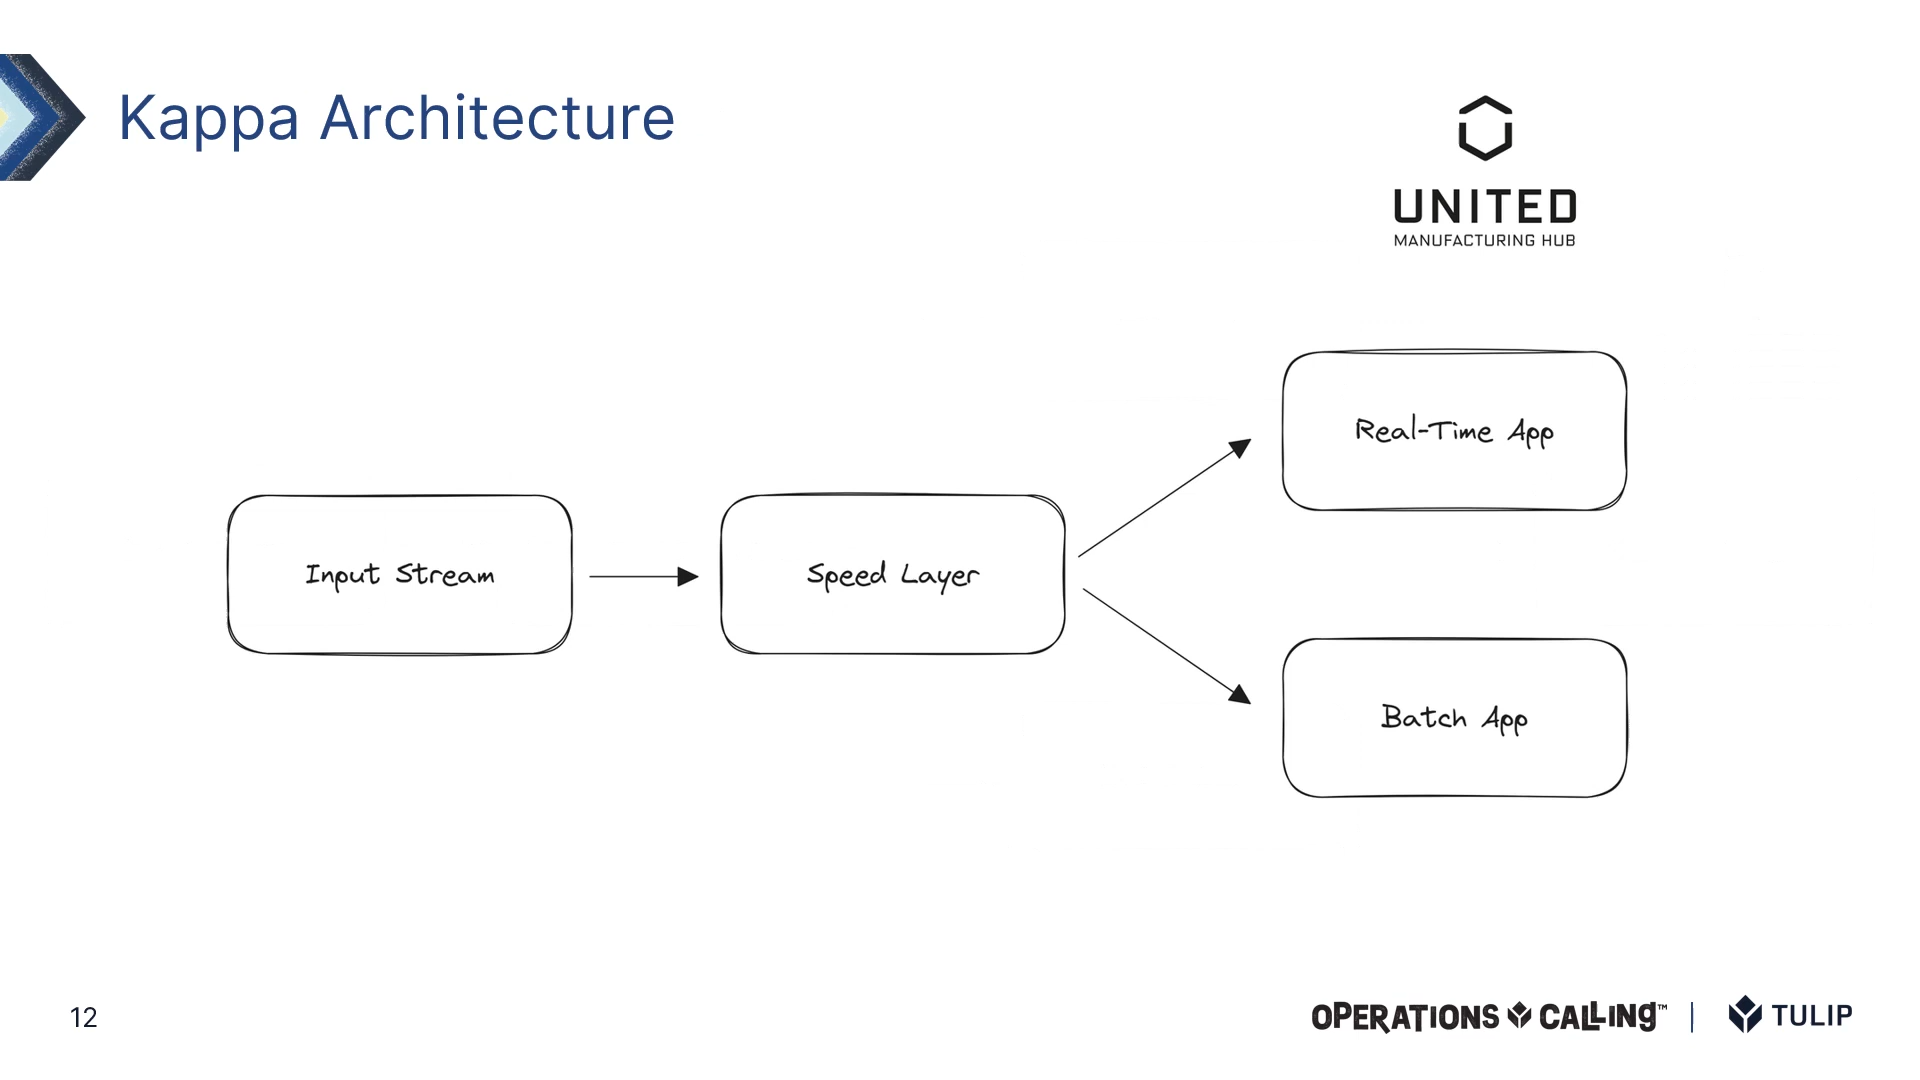 Kappa Architecture
UNITED
MANUFACTURING HUB
Real-Time App
Input Stream
Speed Layer
Batch App
12
OPERATIONS CALLING™
TULIP